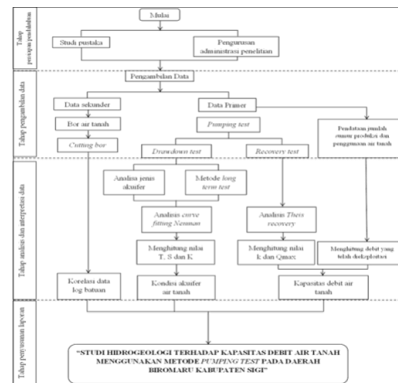 Mulai
Tahap
persiapan pendahuluan
Studi pustaka
Pengurusan
administrasi penelitian
Pengambilan Data
Tahap pengambilan data
Data sekunder
Data Primer
Bor air tanah
Pumping test
Cutting bor
Pendataan jumlah
sumur produksi dan
penggunaan air tanah
Drawdown test
Recovery test
Tahap analisis dan interpretasi data
Analisa jenis
akuifer
Metode long
term test
Analisis curve
fitting Neuman
Analisis Theis
recovery
Menghitung nilai
T, S dan K
Menghitung nilai
k dan Qmax
Menghitung debit yang
telah dieksploitasi
Korelasi data
log batuan
Kondisi akuifer
air tanah
Kapasitas debit air
tanah
Tahap penyusunan laporan
"STUDI HIDROGEOLOGI TERHADAP KAPASITAS DEBIT AIR TANAH
MENGGUNAKAN METODE PUMPING TEST PADA DAERAH
BIROMARU KABUPATEN SIGI"